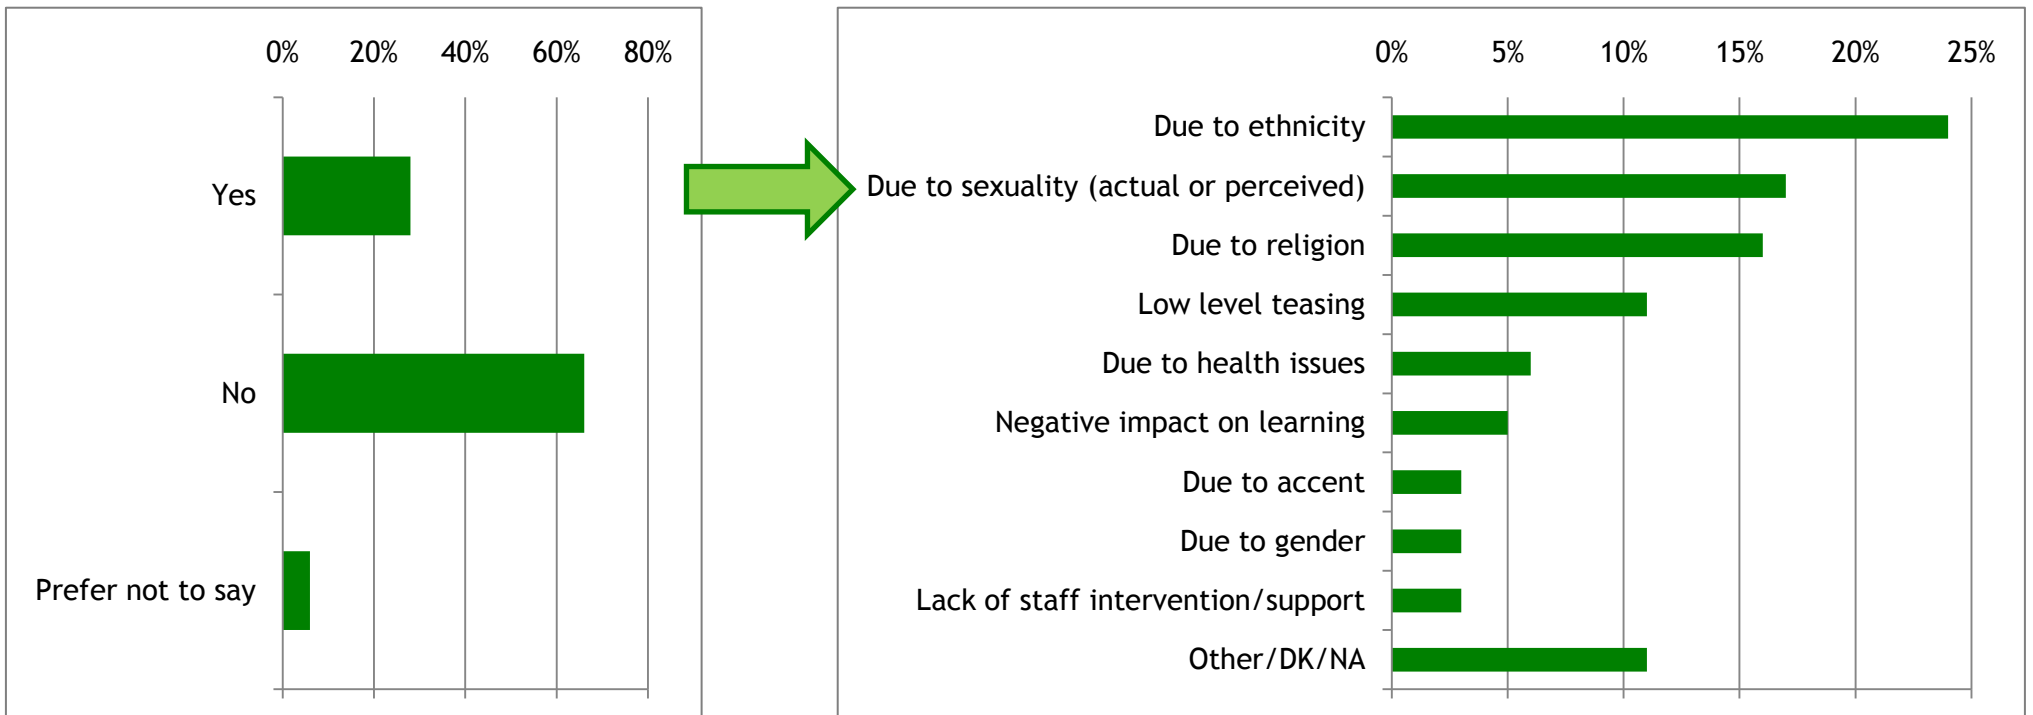 0% 20% 40% 60% 80%
Yes
No
Prefer not to say
0% 5% 10% 15% 20% 25%
Due to ethnicity
Due to sexuality (actual or perceived)
Due to religion
Low level teasing
Due to health issues
Negative impact on learning
Due to accent
Due to gender
Lack of staff intervention/support
Other/DK/NA